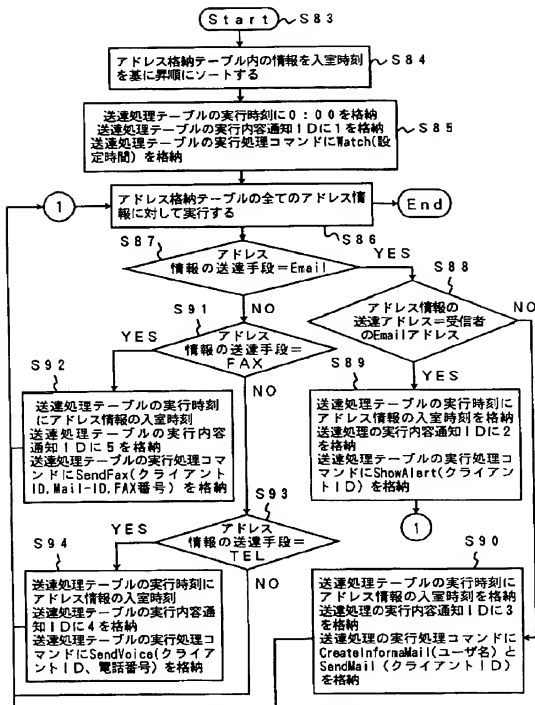 Start
S83
アドレス格納テーブル内の情報を入室時刻
を基に昇順にソートする
S84
送達処理テーブルの実行時刻に0:00を格納
送達処理テーブルの実行内容通知IDに1を格納
送達処理テーブルの実行処理コマンドにWatch(設
定時間)を格納
S85
1
アドレス格納テーブルの全てのアドレス情
報に対して実行する
End
S86
S87
アドレス
情報の送達手段=Email
YES
NO
S88
アドレス情報の
送達アドレス=受信者
のEmailアドレス
NO
YES
S91
アドレス
情報の送達手段=
FAX
YES
NO
S92
送達処理テーブルの実行時刻
にアドレス情報の入室時刻
送達処理テーブルの実行内容
通知IDに5を格納
送達処理テーブルの実行処理コ
マンドにSendFax(クライアント
ID,Mail-ID,FAX番号)を格納
S89
送達処理テーブルの実行時刻に
アドレス情報の入室時刻を格納
送達処理の実行内容通知IDに2
を格納
送達処理テーブルの実行処理コ
マンドにShowAlert(クライアン
トID)を格納
1
S93
アドレス
情報の送達手段=
TEL
YES
NO
S94
送達処理テーブルの実行時刻に
アドレス情報の入室時刻
送達処理テーブルの実行内容通
知IDに4を格納
送達処理テーブルの実行処理コ
マンドにSendVoice(クライアン
トID、電話番号)を格納
S90
送達処理テーブルの実行時刻に
アドレス情報の入室時刻を格納
送達処理の実行内容通知IDに3
を格納
送達処理の実行処理コマンドに
CreateInformaMail(ユーザ名)と
SendMail(クライアントID)
を格納